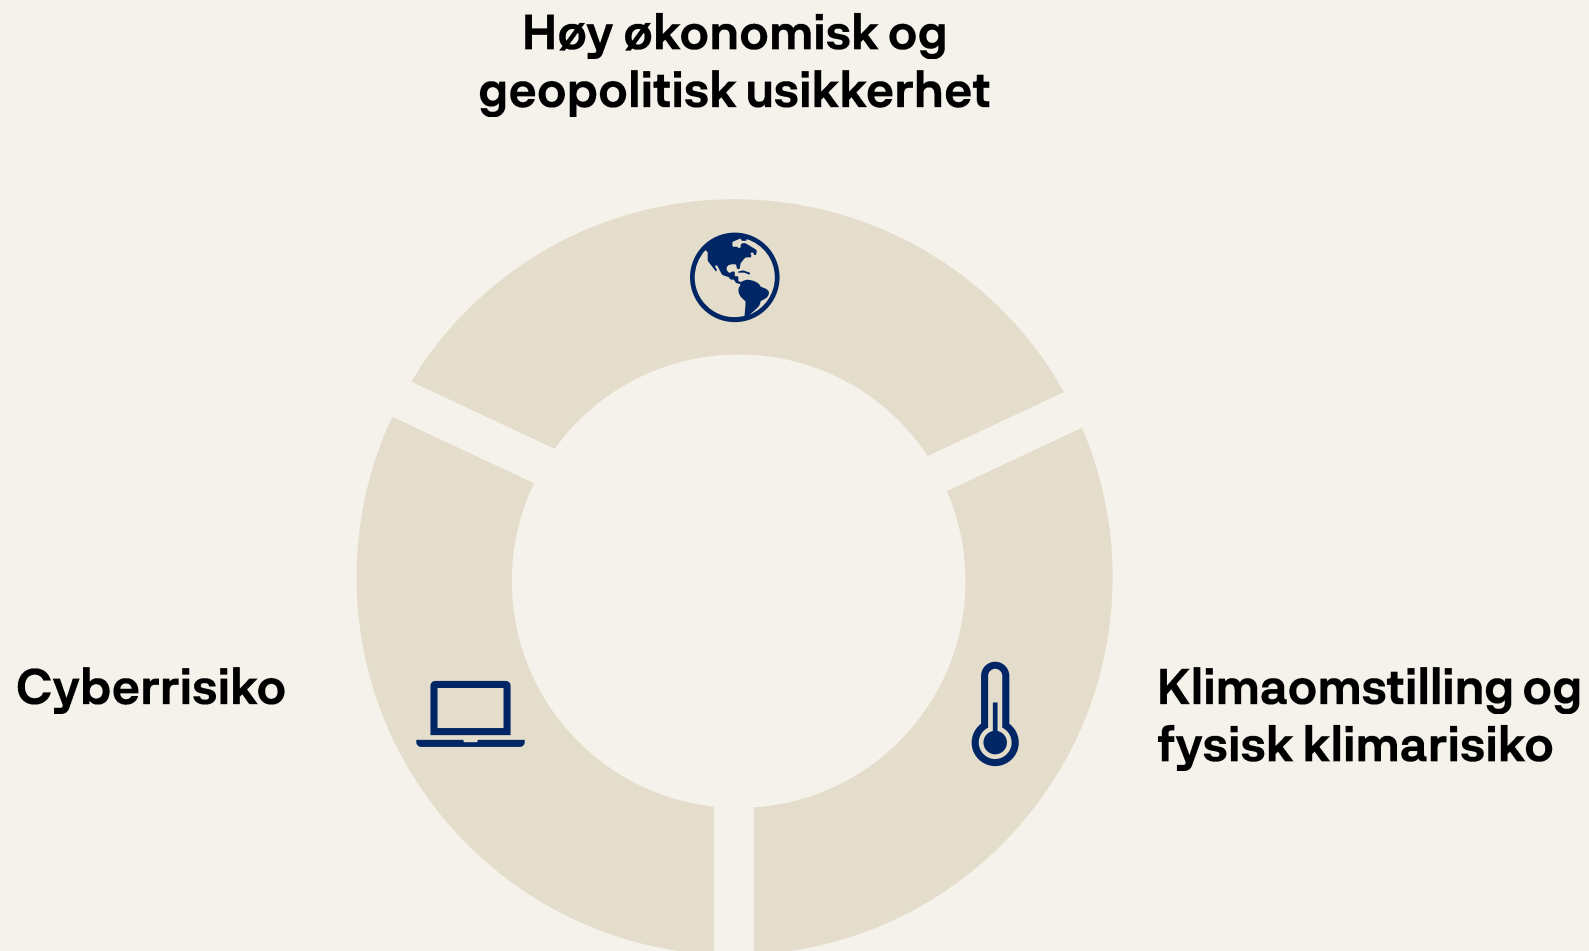 Høy økonomisk og
geopolitisk usikkerhet
Cyberrisiko
Klimaomstilling og
fysisk klimarisiko